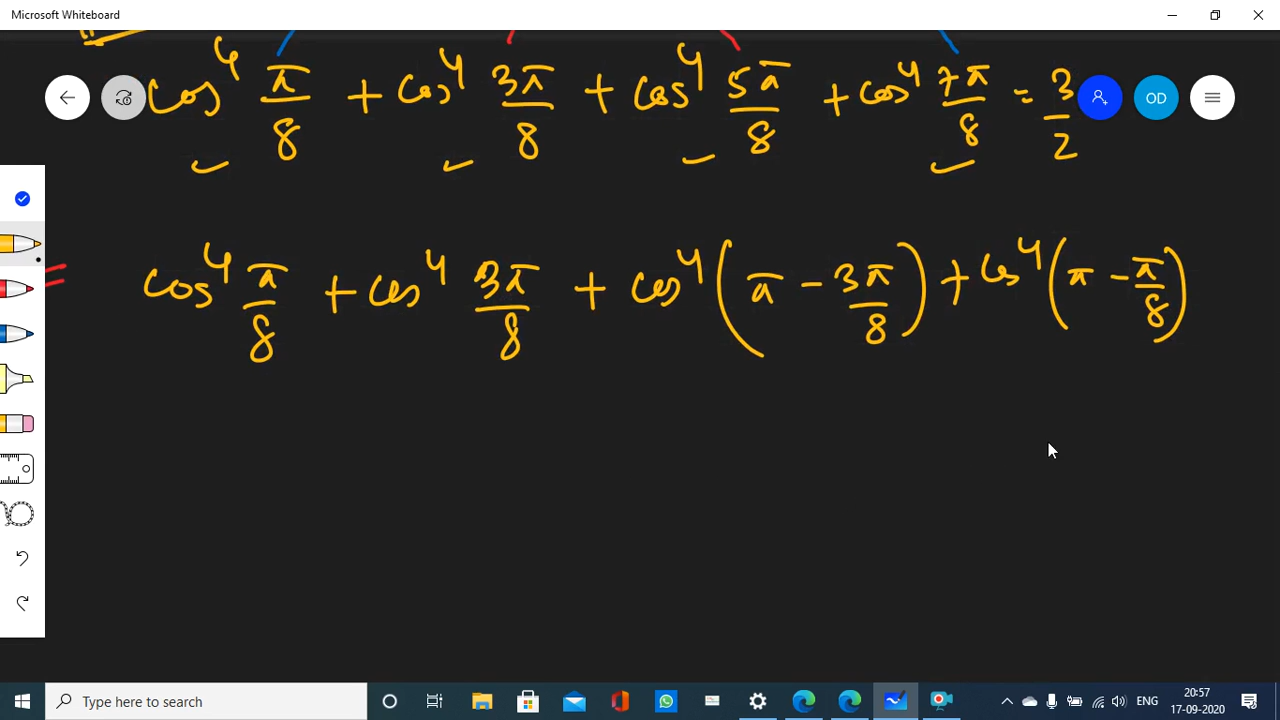 Microsoft Whiteboard
cos⁴ π/8 + cos⁴ 3π/8 + cos⁴ 5π/8 + cos⁴ 7π/8 = 3/2
OD
= cos⁴ π/8 + cos⁴ 3π/8 + cos⁴ (π - 3π/8) + cos⁴ (π - π/8)
Type here to search
ENG
20:57
17-09-2020